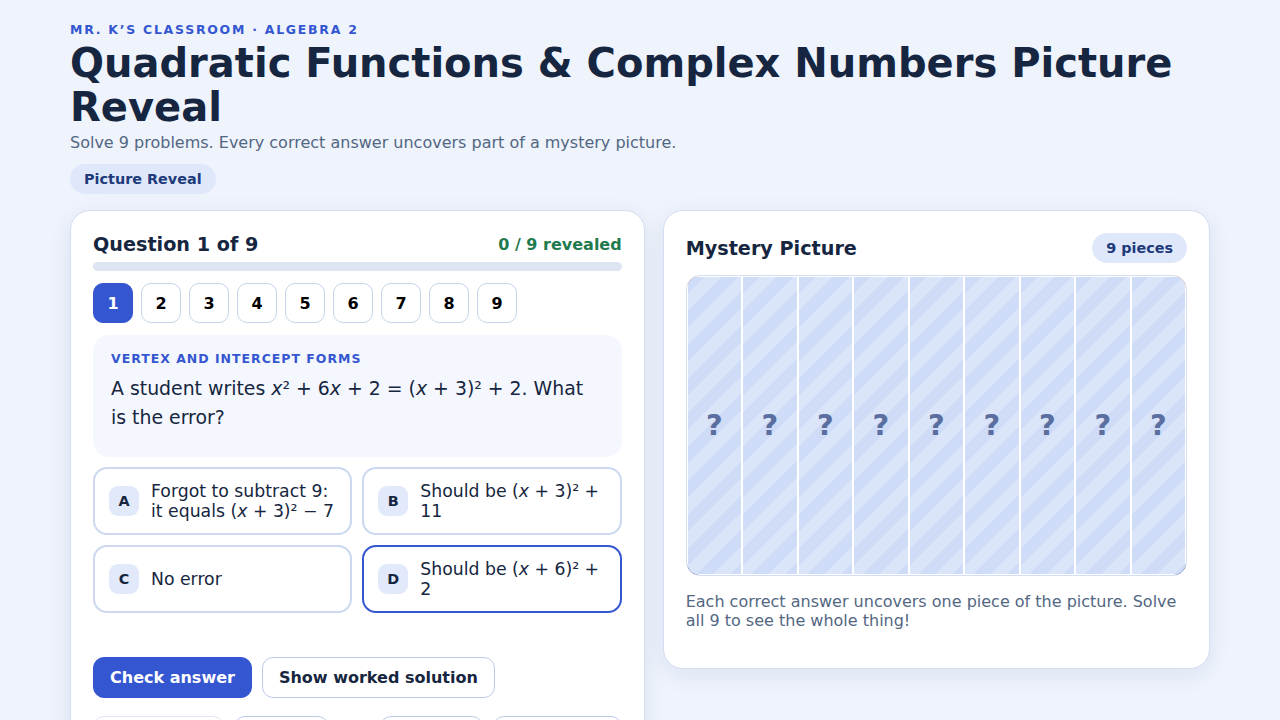 MR. K’S CLASSROOM · ALGEBRA 2
Quadratic Functions & Complex Numbers Picture
Reveal
Solve 9 problems. Every correct answer uncovers part of a mystery picture.
Picture Reveal
Question 1 of 9
0 / 9 revealed
1 2 3 4 5 6 7 8 9
VERTEX AND INTERCEPT FORMS
A student writes x² + 6x + 2 = (x + 3)² + 2. What
is the error?
A Forgot to subtract 9:
it equals (x + 3)² − 7
B Should be (x + 3)² +
11
C No error
D Should be (x + 6)² +
2
Check answer
Show worked solution
Mystery Picture
9 pieces
? ? ? ? ? ? ? ? ?
Each correct answer uncovers one piece of the picture. Solve
all 9 to see the whole thing!